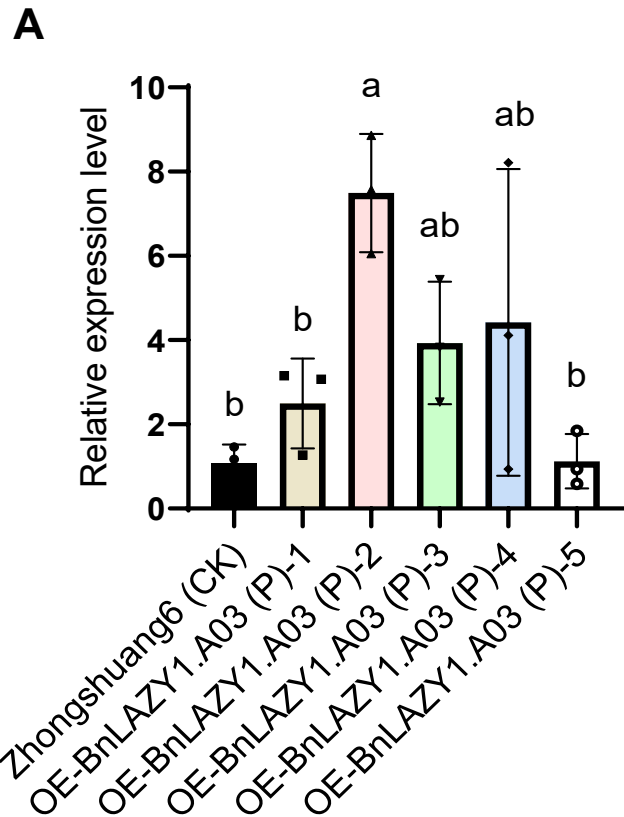 A
Relative expression level
10
8
6
4
2
0
b
b
a
ab
ab
b
Zhongshuang6 (CK)
OE-BnLAZY1.A03 (P)-1
OE-BnLAZY1.A03 (P)-2
OE-BnLAZY1.A03 (P)-3
OE-BnLAZY1.A03 (P)-4
OE-BnLAZY1.A03 (P)-5